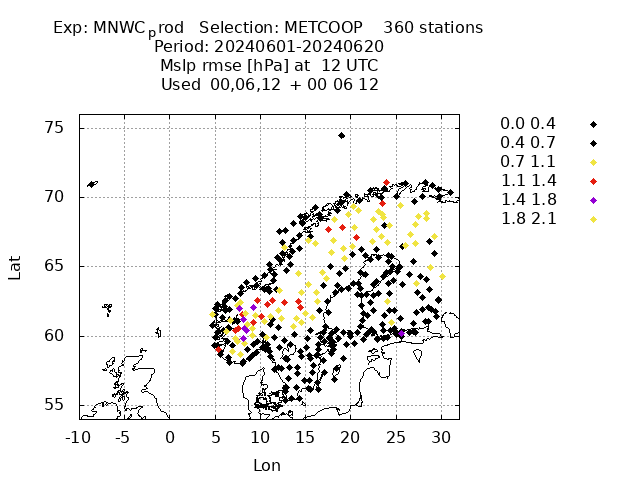 Exp: MNWC_prod   Selection: METCOOP    360 stations
Period: 20240601-20240620
Mslp rmse [hPa] at  12 UTC
Used  00,06,12  + 00 06 12
0.0 0.4
0.4 0.7
0.7 1.1
1.1 1.4
1.4 1.8
1.8 2.1
75
70
65
60
55
Lat
-10 -5 0 5 10 15 20 25 30
Lon